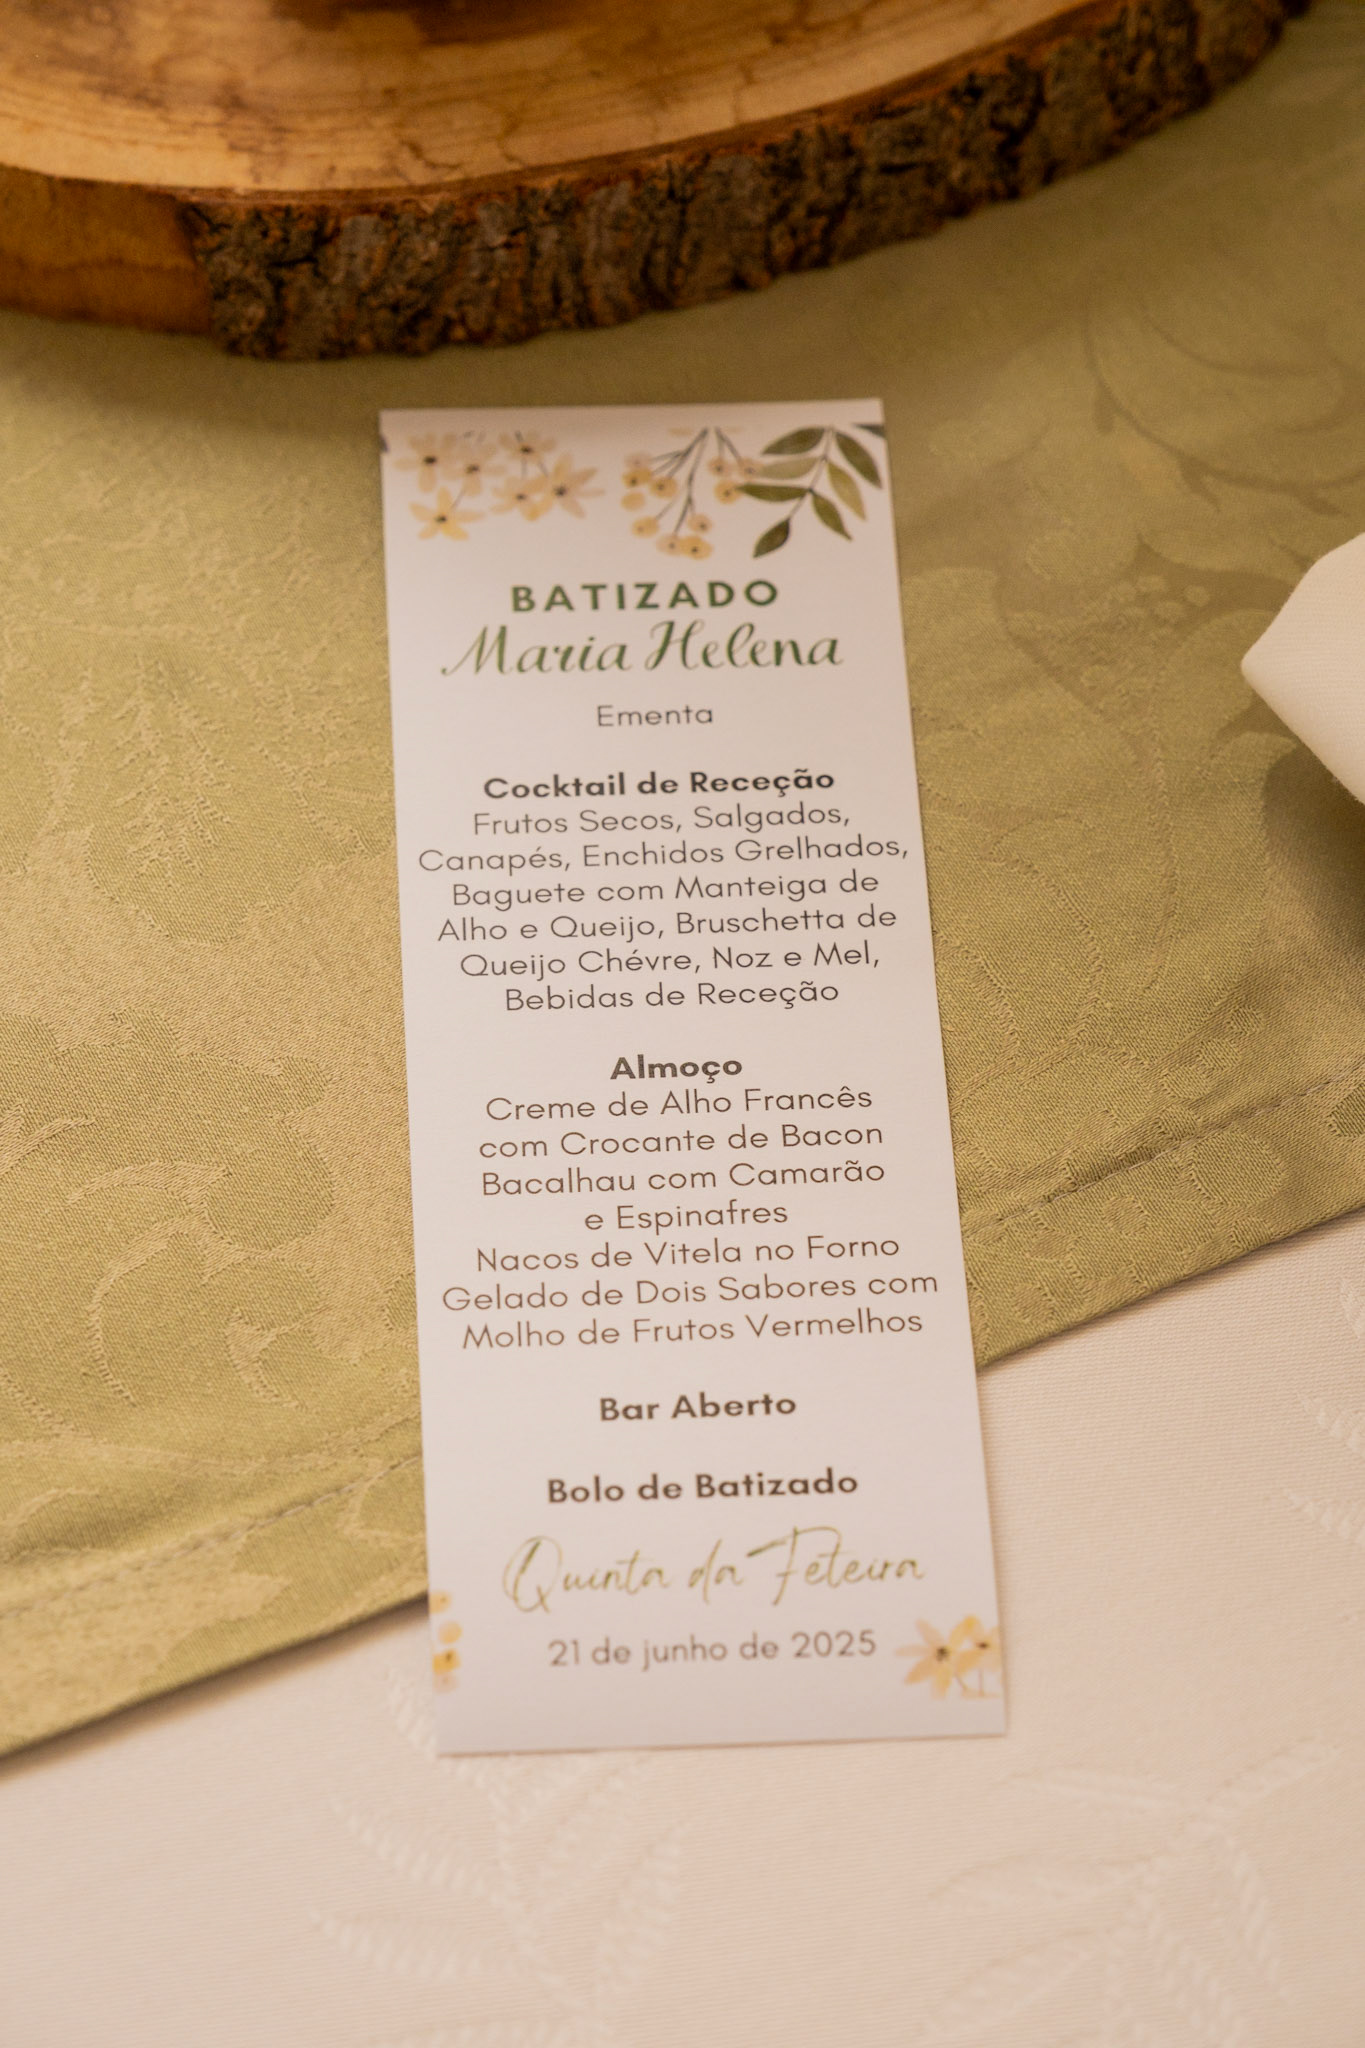 BATIZADO
Maria Helena
Ementa
Cocktail de Receção
Frutos Secos, Salgados,
Canapés, Enchidos Grelhados,
Baguete com Manteiga de
Alho e Queijo, Bruschetta de
Queijo Chévre, Noz e Mel,
Bebidas de Receção
Almoço
Creme de Alho Francês
com Crocante de Bacon
Bacalhau com Camarão
e Espinafres
Nacos de Vitela no Forno
Gelado de Dois Sabores com
Molho de Frutos Vermelhos
Bar Aberto
Bolo de Batizado
Quinta da Feteira
21 de junho de 2025